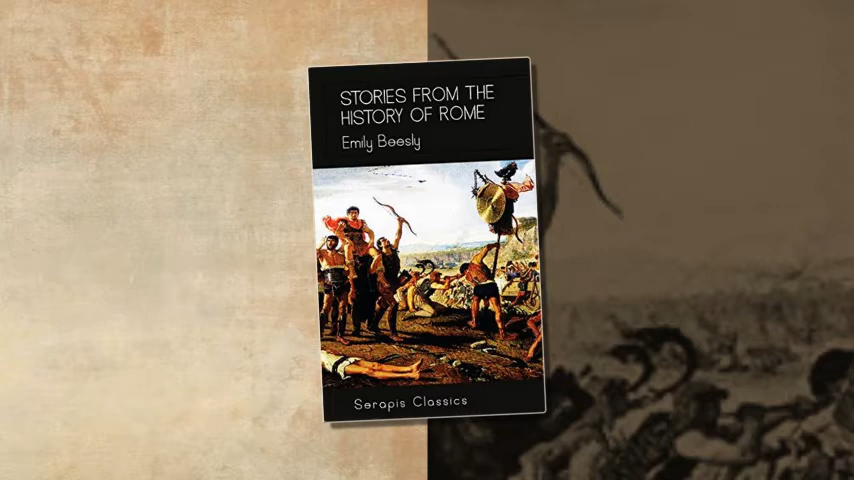 STORIES FROM THE
HISTORY OF ROME
Emily Beesly
Serapis Classics